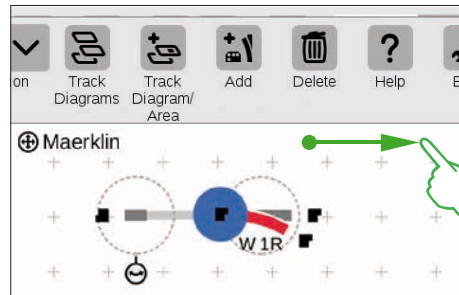 on
Track
Diagrams
Track
Diagram/
Area
Add
Delete
?
Help
E
Maerklin
W 1R